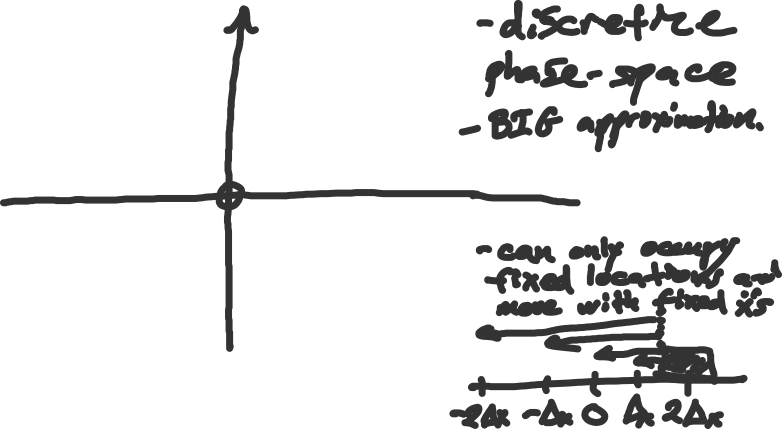 - discretize
phase-space
- BIG approximation.
- can only occupy
- fixed locations and
move with fixed ẋs
-2Δx -Δx 0 Δx 2Δx